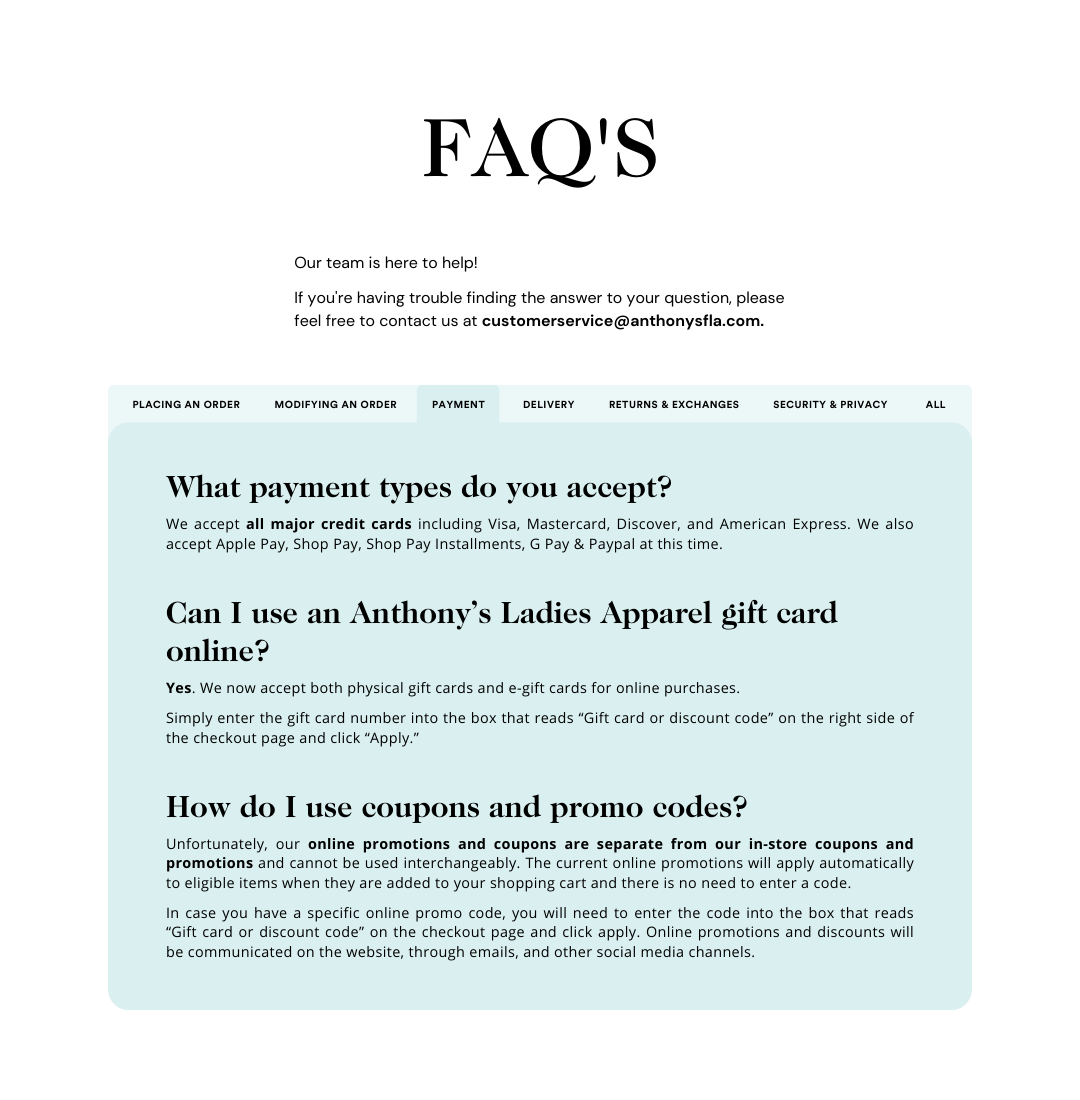 FAQ'S
Our team is here to help!
If you're having trouble finding the answer to your question, please
feel free to contact us at customerservice@anthonysfla.com.
PLACING AN ORDER MODIFYING AN ORDER PAYMENT DELIVERY RETURNS & EXCHANGES SECURITY & PRIVACY ALL
What payment types do you accept?
We accept all major credit cards including Visa, Mastercard, Discover, and American Express. We also
accept Apple Pay, Shop Pay, Shop Pay Installments, G Pay & Paypal at this time.
Can I use an Anthony’s Ladies Apparel gift card
online?
Yes. We now accept both physical gift cards and e-gift cards for online purchases.
Simply enter the gift card number into the box that reads “Gift card or discount code” on the right side of
the checkout page and click “Apply.”
How do I use coupons and promo codes?
Unfortunately, our online promotions and coupons are separate from our in-store coupons and
promotions and cannot be used interchangeably. The current online promotions will apply automatically
to eligible items when they are added to your shopping cart and there is no need to enter a code.
In case you have a specific online promo code, you will need to enter the code into the box that reads
“Gift card or discount code” on the checkout page and click apply. Online promotions and discounts will
be communicated on the website, through emails, and other social media channels.